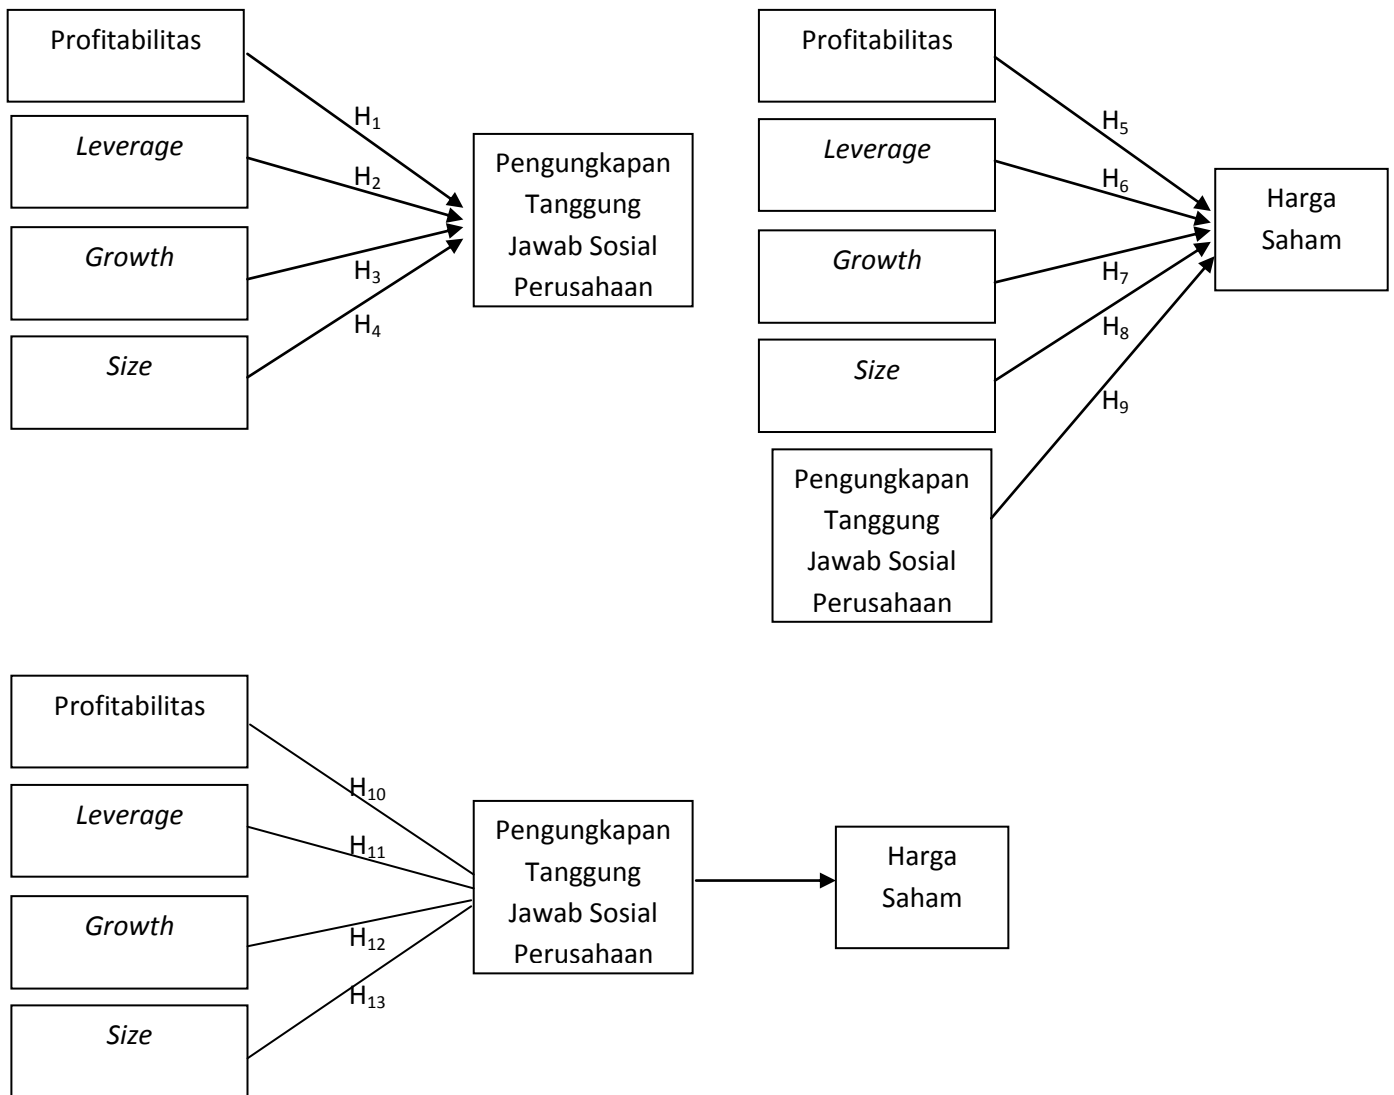 Profitabilitas
Leverage
Growth
Size
H₁
H₂
H₃
H₄
Pengungkapan
Tanggung
Jawab Sosial
Perusahaan
Profitabilitas
Leverage
Growth
Size
Pengungkapan
Tanggung
Jawab Sosial
Perusahaan
H₅
H₆
H₇
H₈
H₉
Harga
Saham
Profitabilitas
Leverage
Growth
Size
H₁₀
H₁₁
H₁₂
H₁₃
Pengungkapan
Tanggung
Jawab Sosial
Perusahaan
Harga
Saham